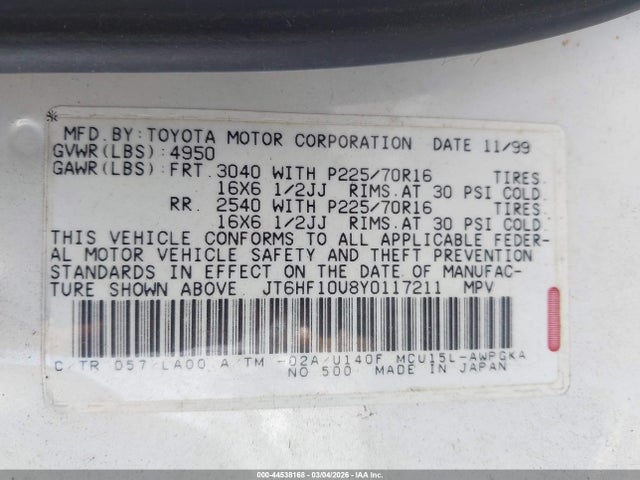 MFD.BY:TOYOTA MOTOR CORPORATION DATE 11/99
GVWR(LBS):4950
GAWR(LBS):FRT.3040 WITH P225/70R16 TIRES
16X6 1/2JJ RIMS.AT 30 PSI COLD.
RR. 2540 WITH P225/70R16 TIRES
16X6 1/2JJ RIMS.AT 30 PSI COLD.
THIS VEHICLE CONFORMS TO ALL APPLICABLE FEDER-
AL MOTOR VEHICLE SAFETY AND THEFT PREVENTION
STANDARDS IN EFFECT ON THE DATE OF MANUFAC-
TURE SHOWN ABOVE. JT6HF10U8Y0117211 MPV
C/TR 057/LA00 A/TM -02A/U140F MCU15L-AWPGKA
NO 500 MADE IN JAPAN
000-44538168 - 03/04/2026 - IAA Inc.